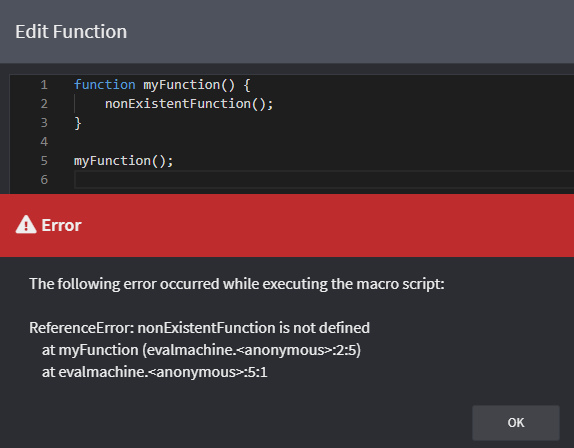 Edit Function
1 function myFunction() {
2 nonExistentFunction();
3 }
4
5 myFunction();
6
Error
The following error occurred while executing the macro script:
ReferenceError: nonExistentFunction is not defined
at myFunction (evalmachine.<anonymous>:2:5)
at evalmachine.<anonymous>:5:1
OK